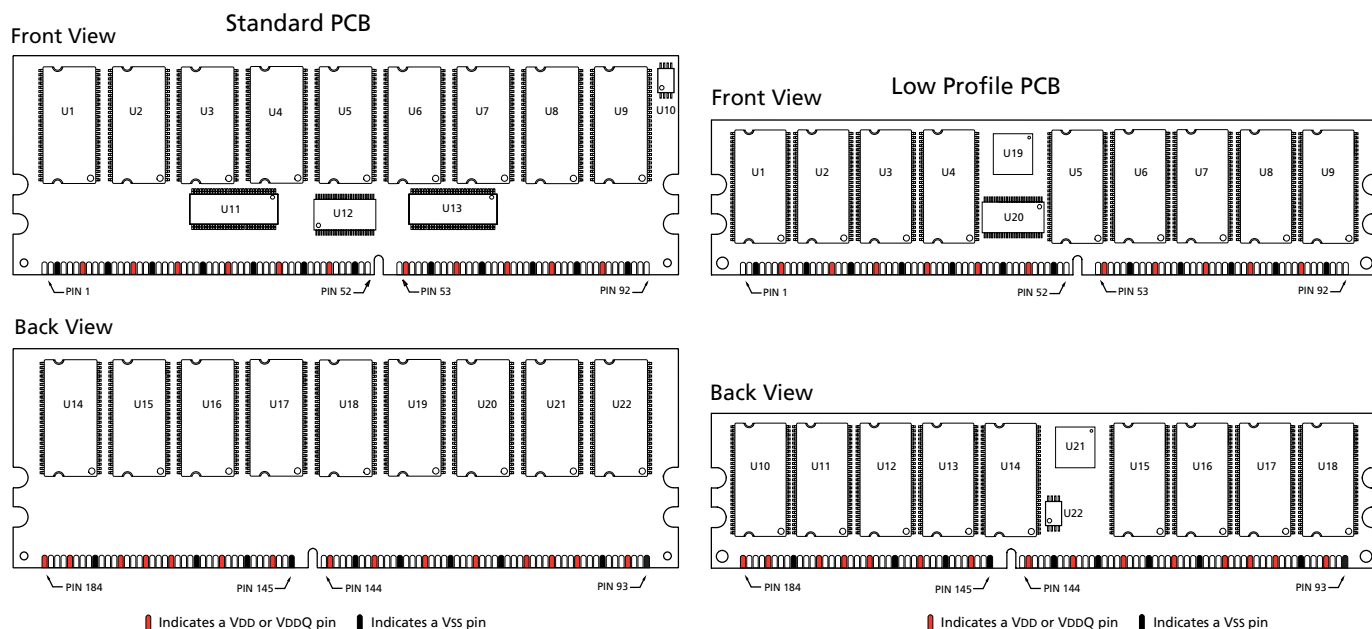 Standard PCB
Front View
U1 U2 U3 U4 U5 U6 U7 U8 U9 U10
U11 U12 U13
PIN 1 PIN 52 PIN 53 PIN 92
Back View
U14 U15 U16 U17 U18 U19 U20 U21 U22
PIN 184 PIN 145 PIN 144 PIN 93
Indicates a VDD or VDDQ pin Indicates a VSS pin
Low Profile PCB
Front View
U1 U2 U3 U4 U19 U5 U6 U7 U8 U9
U20
PIN 1 PIN 52 PIN 53 PIN 92
Back View
U10 U11 U12 U13 U14 U21 U15 U16 U17 U18
U22
PIN 184 PIN 145 PIN 144 PIN 93
Indicates a VDD or VDDQ pin Indicates a VSS pin